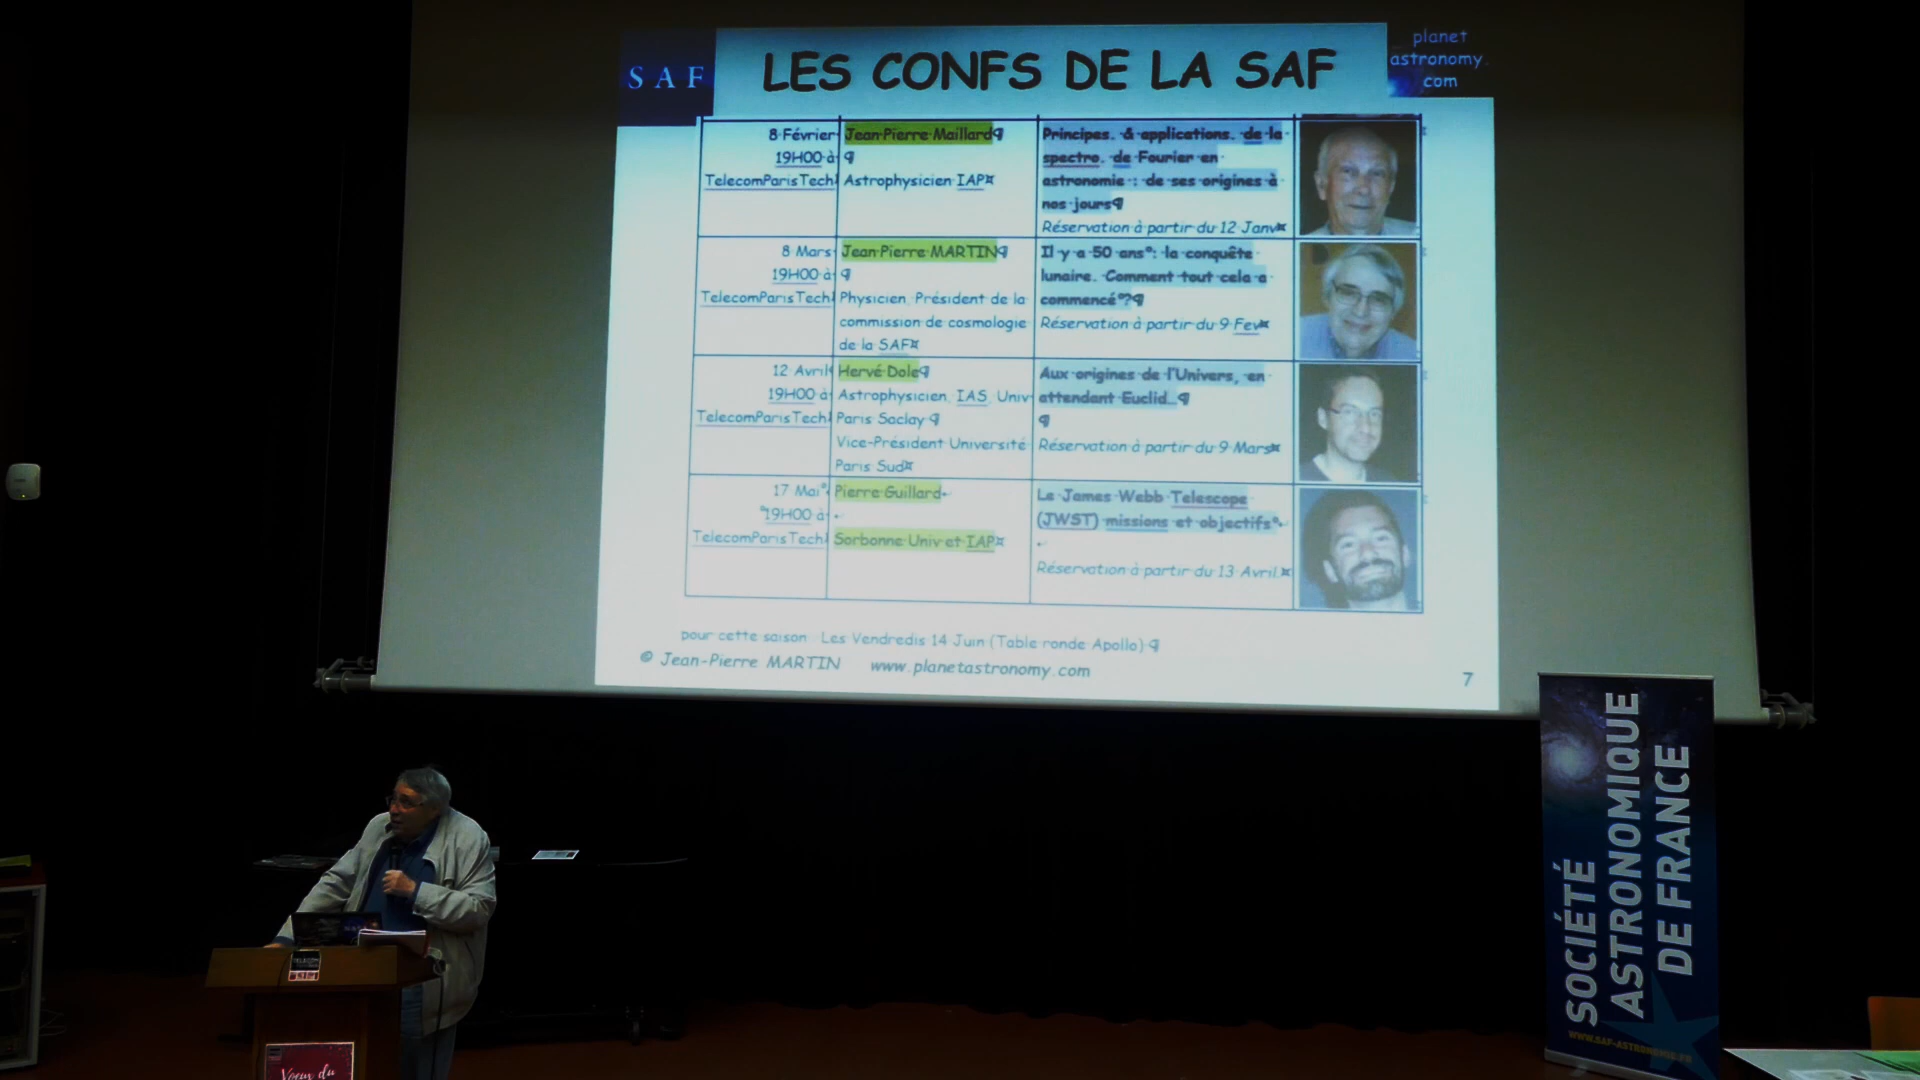 SAF
LES CONFS DE LA SAF
planet
astronomy.
com
8 Février
19H00 à
TelecomParisTech
Jean-Pierre Maillard¶
¶
Astrophysicien IAP¤
Principes. & applications. de la
spectro. de Fourier en
astronomie : de ses origines à
nos jours¶
Réservation à partir du 12 Janv¤
8 Mars
19H00 à
TelecomParisTech
Jean-Pierre MARTIN¶
¶
Physicien, Président de la
commission de cosmologie
de la SAF¤
Il y a 50 ans°: la conquête
lunaire. Comment tout cela a
commencé°?¶
Réservation à partir du 9 Fev¤
12 Avril
19H00 à
TelecomParisTech
Hervé Dole¶
Astrophysicien, IAS, Univ
Paris Saclay ¶
Vice-Président Université
Paris Sud¤
Aux origines de l'Univers, en
attendant Euclid…¶
¶
Réservation à partir du 9 Mars¤
17 Mai°
°19H00 à
TelecomParisTech
Pierre Guillard
Sorbonne Univ et IAP¤
Le James Webb Telescope
(JWST) missions et objectifs°
Réservation à partir du 13 Avril.¤
pour cette saison : Les Vendredis 14 Juin (Table ronde Apollo) ¶
© Jean-Pierre MARTIN www.planetastronomy.com
7
SOCIÉTÉ
ASTRONOMIQUE
DE FRANCE
WWW.SAF-ASTRONOMIE.FR
TELECOM
Voeux du